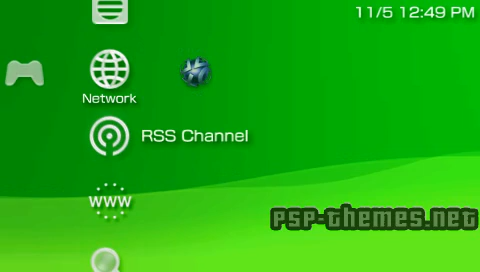 11/5 12:49 PM
Network
RSS Channel
WWW
PSP-themes.net